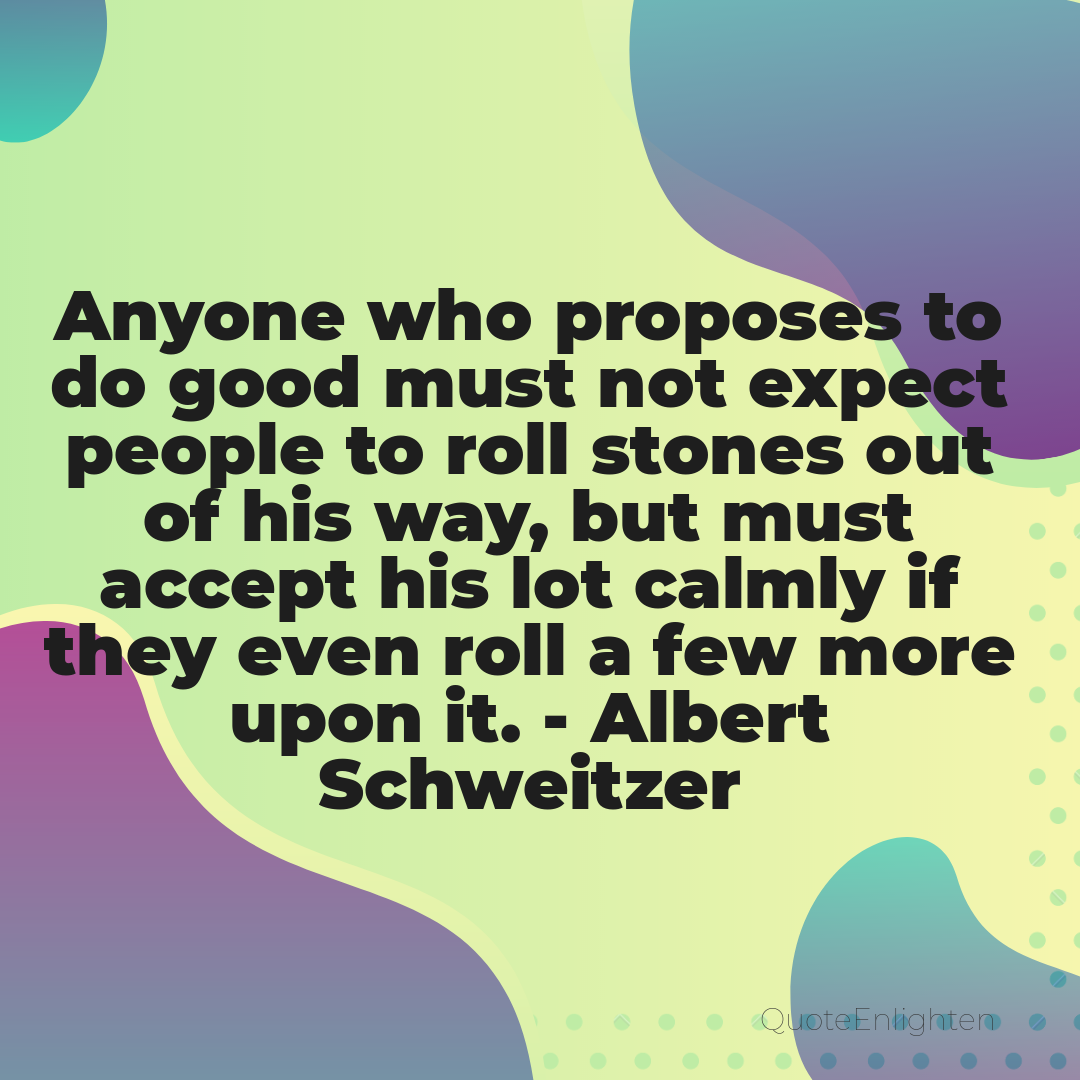 Anyone who proposes to
do good must not expect
people to roll stones out
of his way, but must
accept his lot calmly if
they even roll a few more
upon it. - Albert
Schweitzer
QuoteEnlighten